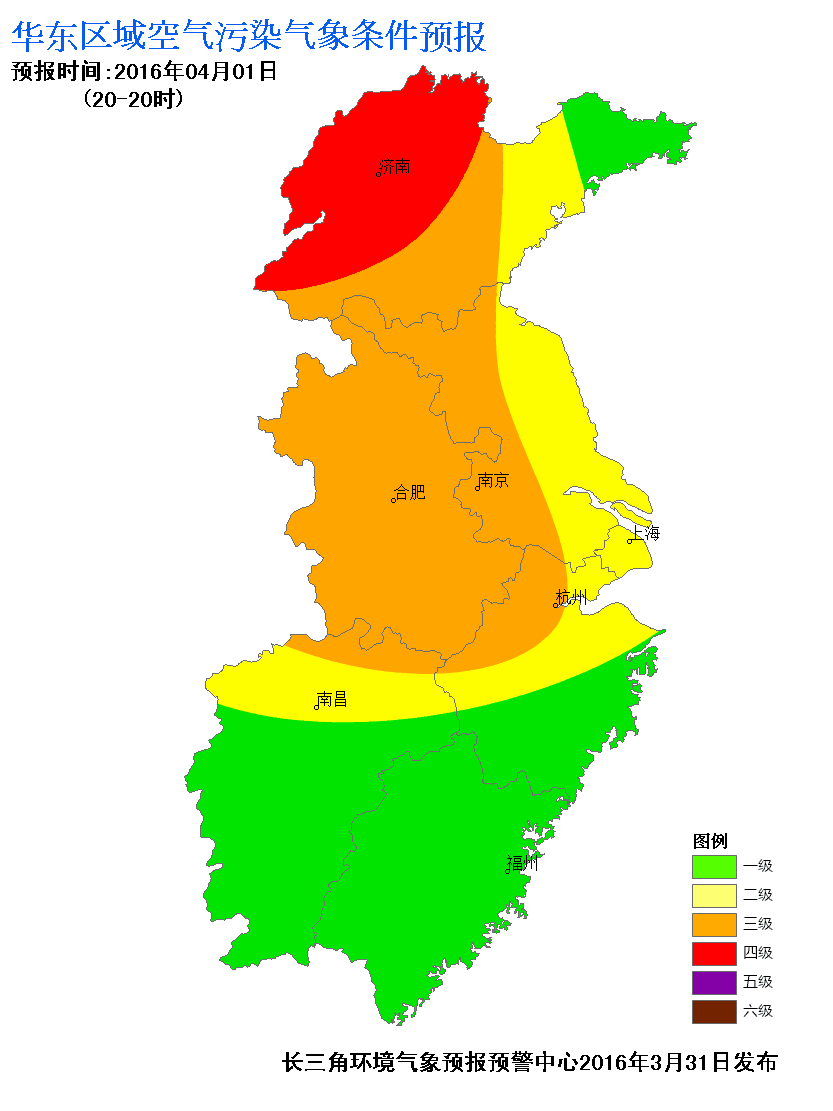 华东区域空气污染气象条件预报
预报时间:2016年04月01日
(20-20时)
济南
合肥
南京
上海
杭州
南昌
福州
图例
一级
二级
三级
四级
五级
六级
长三角环境气象预报预警中心2016年3月31日发布